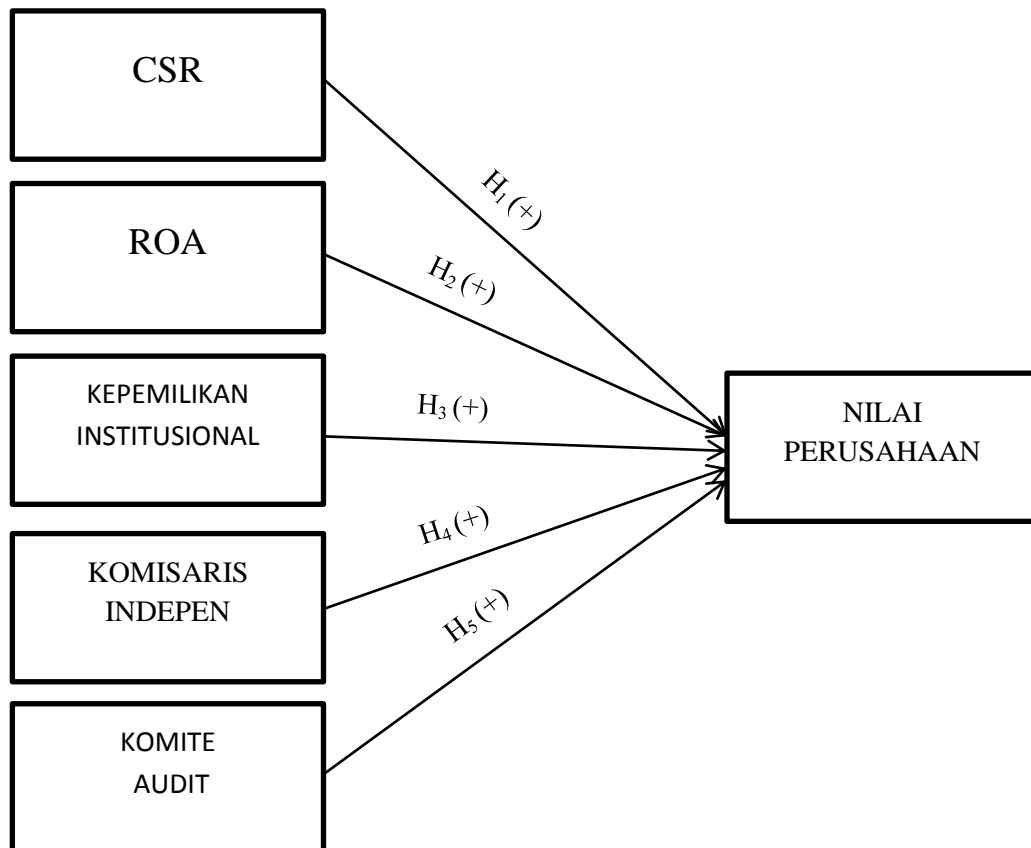 CSR
H₁ (+)
ROA
H₂ (+)
KEPEMILIKAN
INSTITUSIONAL
H₃ (+)
NILAI
PERUSAHAAN
KOMISARIS
INDEPEN
H₄ (+)
H₅ (+)
KOMITE
AUDIT